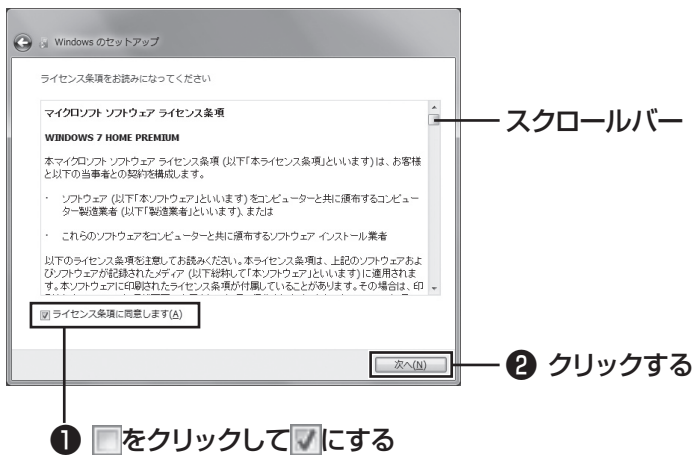 Windows のセットアップ
ライセンス条項をお読みになってください
マイクロソフト ソフトウェア ライセンス条項
WINDOWS 7 HOME PREMIUM
本マイクロソフト ソフトウェア ライセンス条項 (以下「本ライセンス条項」といいます) は、お客様
と以下の当事者との契約を構成します。
・ ソフトウェア (以下「本ソフトウェア」といいます) をコンピューターと共に頒布するコンピュー
ター製造業者 (以下「製造業者」といいます)、または
・ これらのソフトウェアをコンピューターと共に頒布するソフトウェア インストール業者
以下のライセンス条項を注意してお読みください。本ライセンス条項は、上記のソフトウェアおよ
びソフトウェアが記録されたメディア (以下総称して「本ソフトウェア」といいます) に適用されま
す。本ソフトウェアに印刷されたライセンス条項が付属していることがあります。その場合は、印
スクロールバー
ライセンス条項に同意します(A)
次へ(N)
❷ クリックする
❶ をクリックして にする